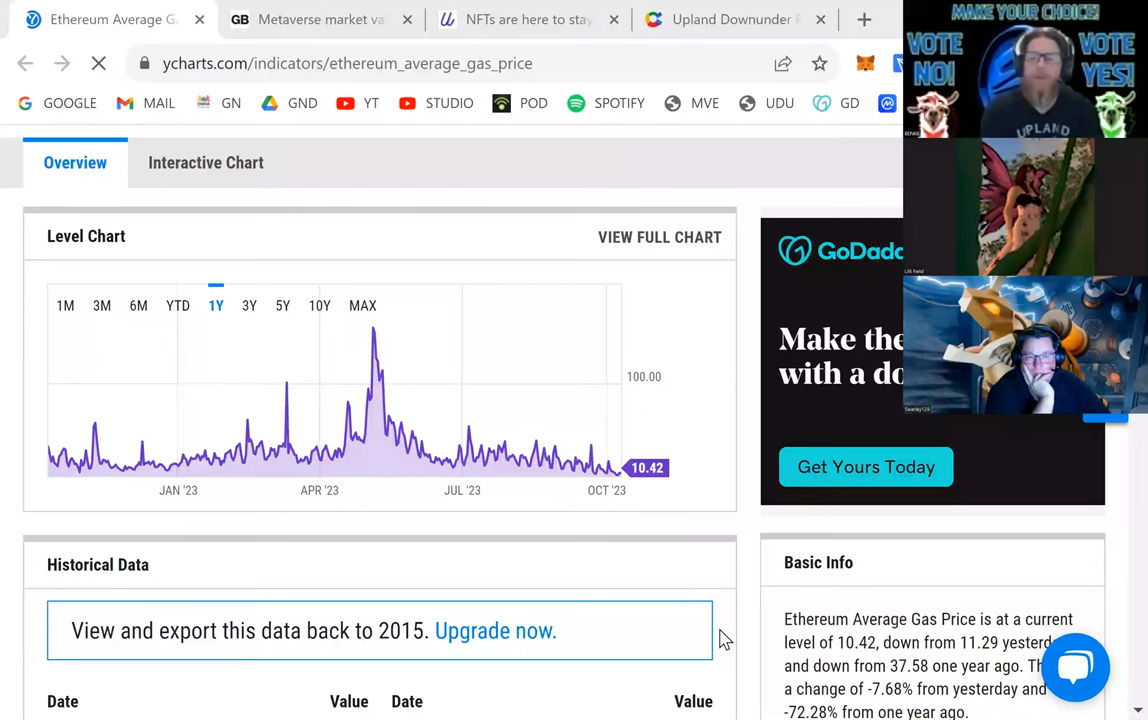 Ethereum Average G
Metaverse market va
NFTs are here to stay
Upland Downunder
ycharts.com/indicators/ethereum_average_gas_price
GOOGLE
MAIL
GN
GND
YT
STUDIO
POD
SPOTIFY
MVE
UDU
GD
Overview
Interactive Chart
Level Chart
VIEW FULL CHART
1M 3M 6M YTD 1Y 3Y 5Y 10Y MAX
100.00
10.42
JAN '23
APR '23
JUL '23
OCT '23
Historical Data
View and export this data back to 2015. Upgrade now.
Date Value Date Value
MAKE YOUR CHOICE!
VOTE NO!
VOTE YES!
UPLAND
Lilli Field
Swarley129
GoDadd
Make the
with a do
Get Yours Today
Basic Info
Ethereum Average Gas Price is at a current
level of 10.42, down from 11.29 yesterd
and down from 37.58 one year ago. Th
a change of -7.68% from yesterday and
-72.28% from one year ago.